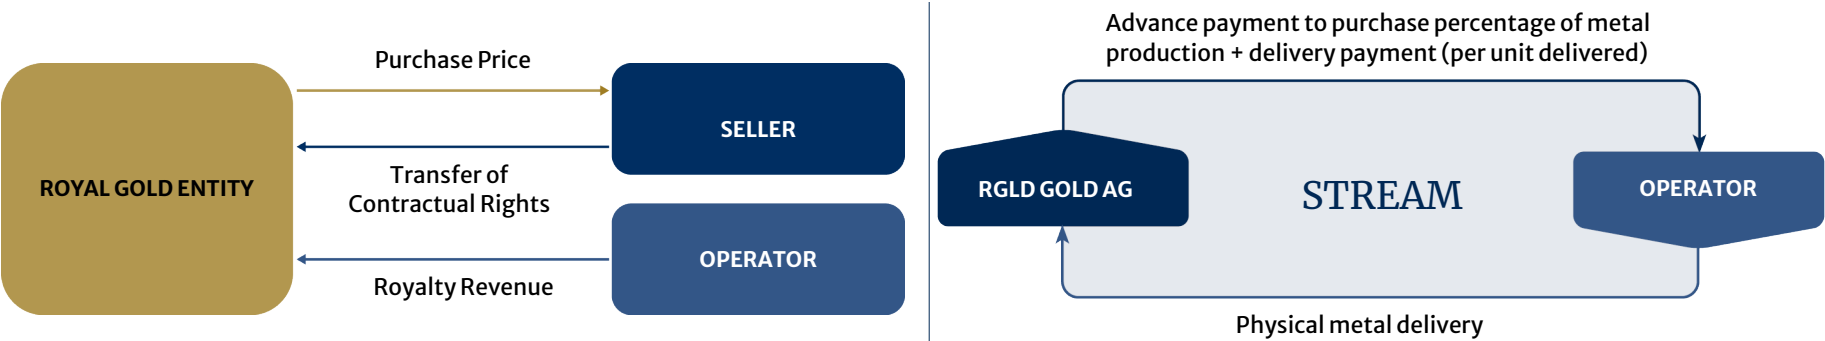 Purchase Price
ROYAL GOLD ENTITY
SELLER
Transfer of
Contractual Rights
OPERATOR
Royalty Revenue
Advance payment to purchase percentage of metal
production + delivery payment (per unit delivered)
RGLD GOLD AG
STREAM
OPERATOR
Physical metal delivery